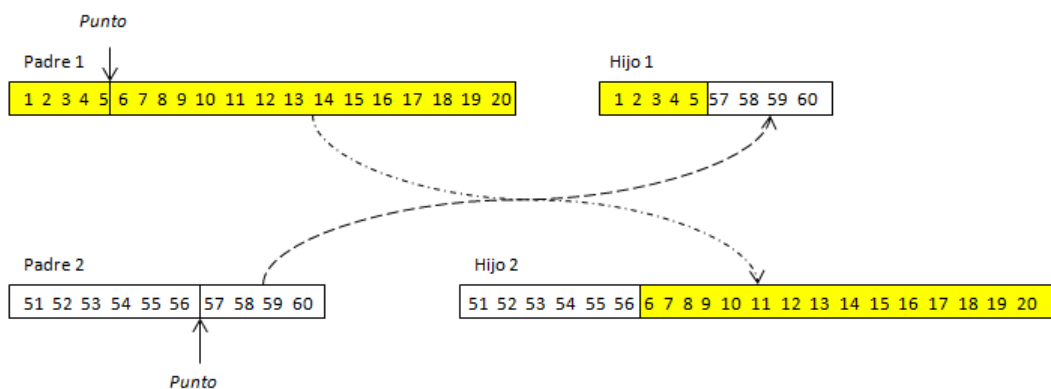 Punto
Padre 1
Hijo 1
1 2 3 4 5 6 7 8 9 10 11 12 13 14 15 16 17 18 19 20
1 2 3 4 5 57 58 59 60
Padre 2
Hijo 2
51 52 53 54 55 56 57 58 59 60
51 52 53 54 55 56 6 7 8 9 10 11 12 13 14 15 16 17 18 19 20
Punto